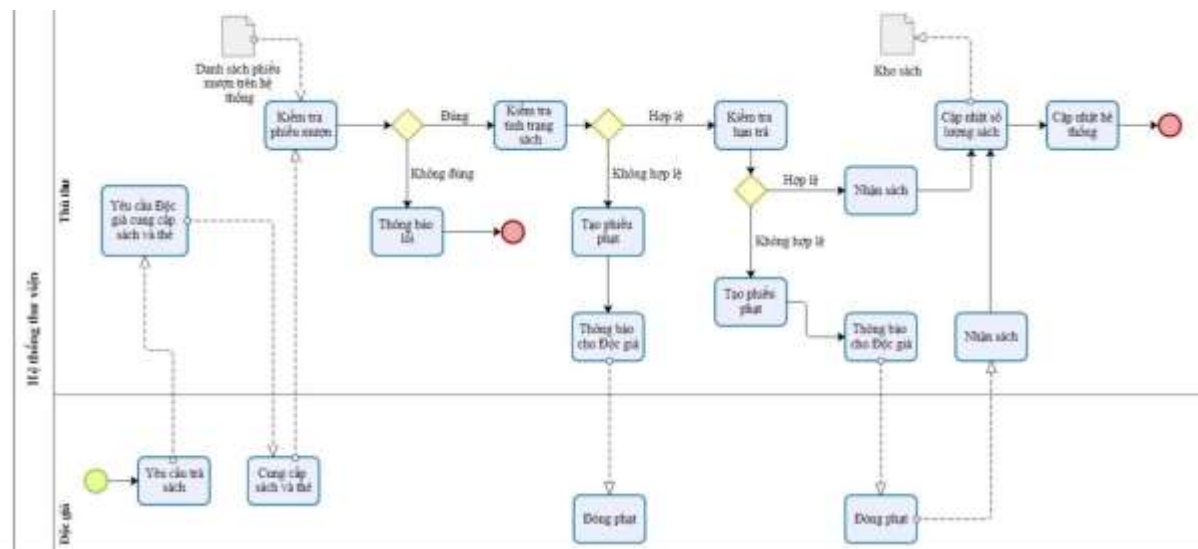 Hệ thống thư viện
Thủ thư
Độc giả
Danh sách phiếu
mượn trên hệ
thống
Kho sách
Kiểm tra
phiếu mượn
Đúng
Kiểm tra
tình trạng
sách
Hợp lệ
Kiểm tra
hạn trả
Cập nhật số
lượng sách
Cập nhật hệ
thống
Không đúng
Không hợp lệ
Hợp lệ
Nhận sách
Yêu cầu Độc
giả cung cấp
sách và thẻ
Thông báo
lỗi
Tạo phiếu
phạt
Không hợp lệ
Tạo phiếu
phạt
Thông báo
cho Độc giả
Thông báo
cho Độc giả
Nhận sách
Yêu cầu trả
sách
Cung cấp
sách và thẻ
Đóng phạt
Đóng phạt